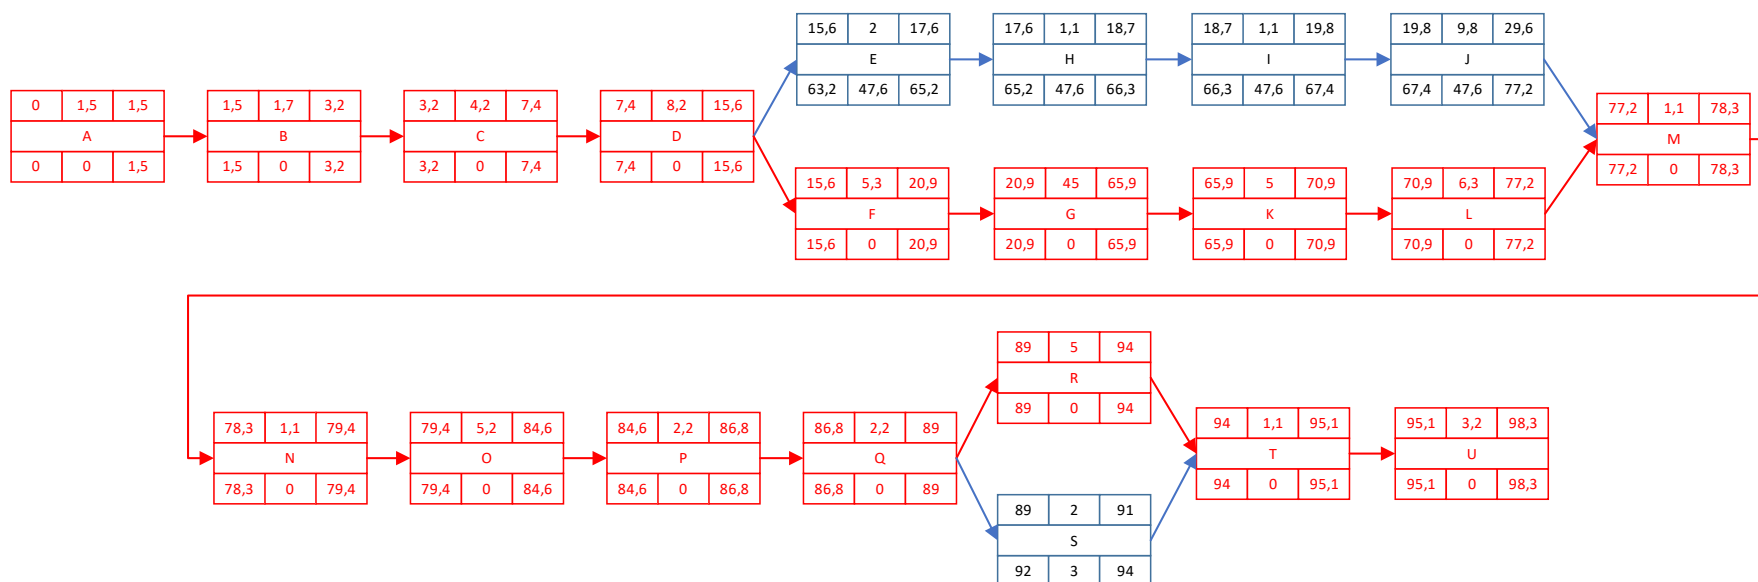 15,6 2 17,6
E
63,2 47,6 65,2
17,6 1,1 18,7
H
65,2 47,6 66,3
18,7 1,1 19,8
I
66,3 47,6 67,4
19,8 9,8 29,6
J
67,4 47,6 77,2
0 1,5 1,5
A
0 0 1,5
1,5 1,7 3,2
B
1,5 0 3,2
3,2 4,2 7,4
C
3,2 0 7,4
7,4 8,2 15,6
D
7,4 0 15,6
77,2 1,1 78,3
M
77,2 0 78,3
15,6 5,3 20,9
F
15,6 0 20,9
20,9 45 65,9
G
20,9 0 65,9
65,9 5 70,9
K
65,9 0 70,9
70,9 6,3 77,2
L
70,9 0 77,2
89 5 94
R
89 0 94
78,3 1,1 79,4
N
78,3 0 79,4
79,4 5,2 84,6
O
79,4 0 84,6
84,6 2,2 86,8
P
84,6 0 86,8
86,8 2,2 89
Q
86,8 0 89
94 1,1 95,1
T
94 0 95,1
95,1 3,2 98,3
U
95,1 0 98,3
89 2 91
S
92 3 94